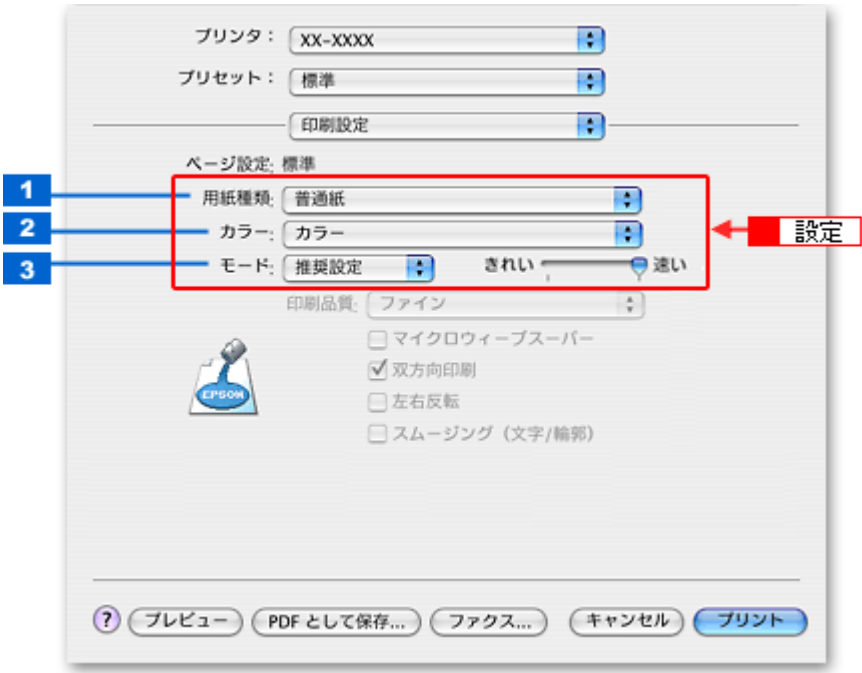 プリンタ： XX-XXXX
プリセット： 標準
印刷設定
ページ設定: 標準
1 用紙種類: 普通紙
2 カラー: カラー 設定
3 モード: 推奨設定 きれい 速い
印刷品質: ファイン
マイクロウィーブスーパー
双方向印刷
左右反転
スムージング（文字/輪郭）
EPSON
? プレビュー PDF として保存... ファクス... キャンセル プリント